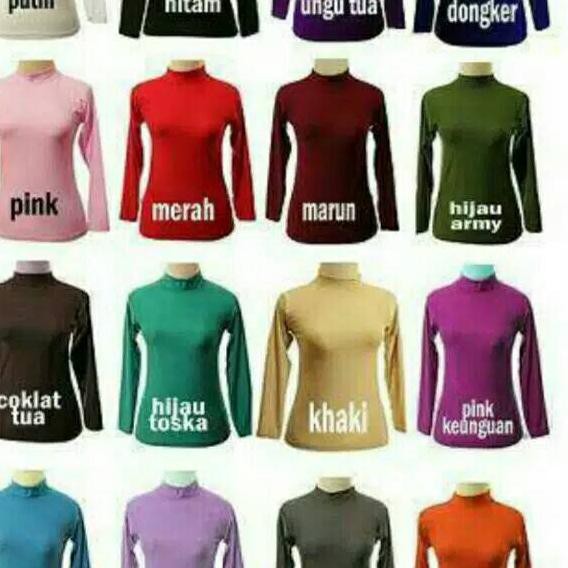 putih
hitam
ungu tua
dongker
pink
merah
marun
hijau
army
coklat
tua
hijau
toska
khaki
pink
keunguan